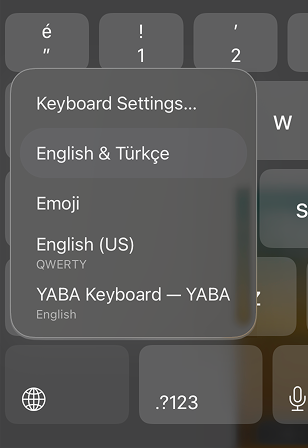 é ! '
" 1 2
Keyboard Settings...
W
English & Türkçe
Emoji
S
English (US)
QWERTY
YABA Keyboard — YABA
Z
English
.?123